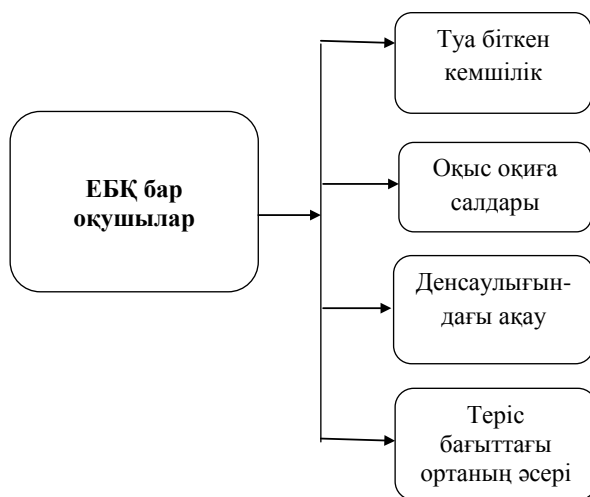 ЕБҚ бар
оқушылар
Туа біткен
кемшілік
Оқыс оқиға
салдары
Денсаулығын-
дағы ақау
Теріс
бағыттағы
ортаның әсері